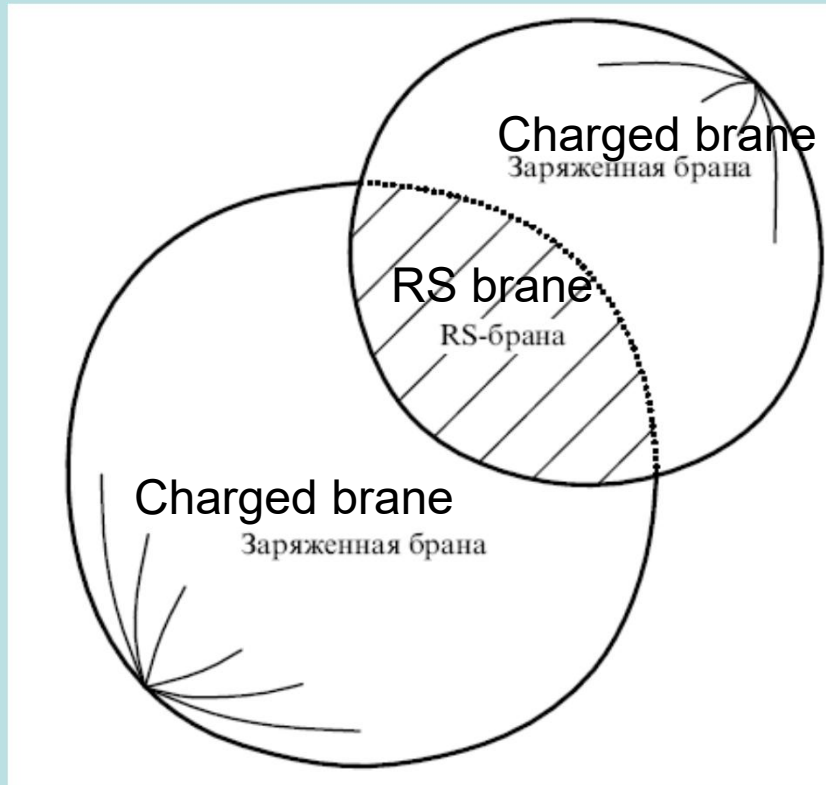 Charged brane
Заряженная брана
RS brane
RS-брана
Charged brane
Заряженная брана